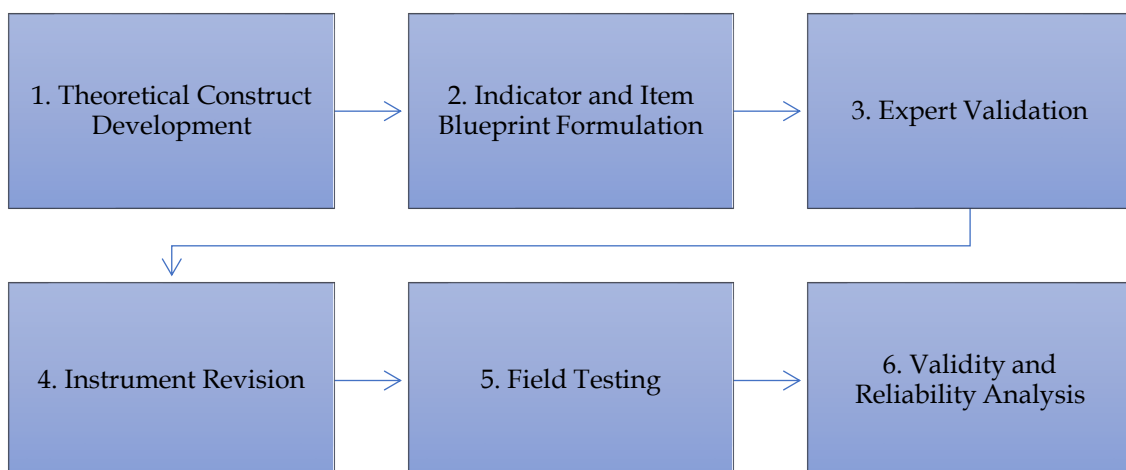 1. Theoretical Construct
Development
2. Indicator and Item
Blueprint Formulation
3. Expert Validation
4. Instrument Revision
5. Field Testing
6. Validity and
Reliability Analysis